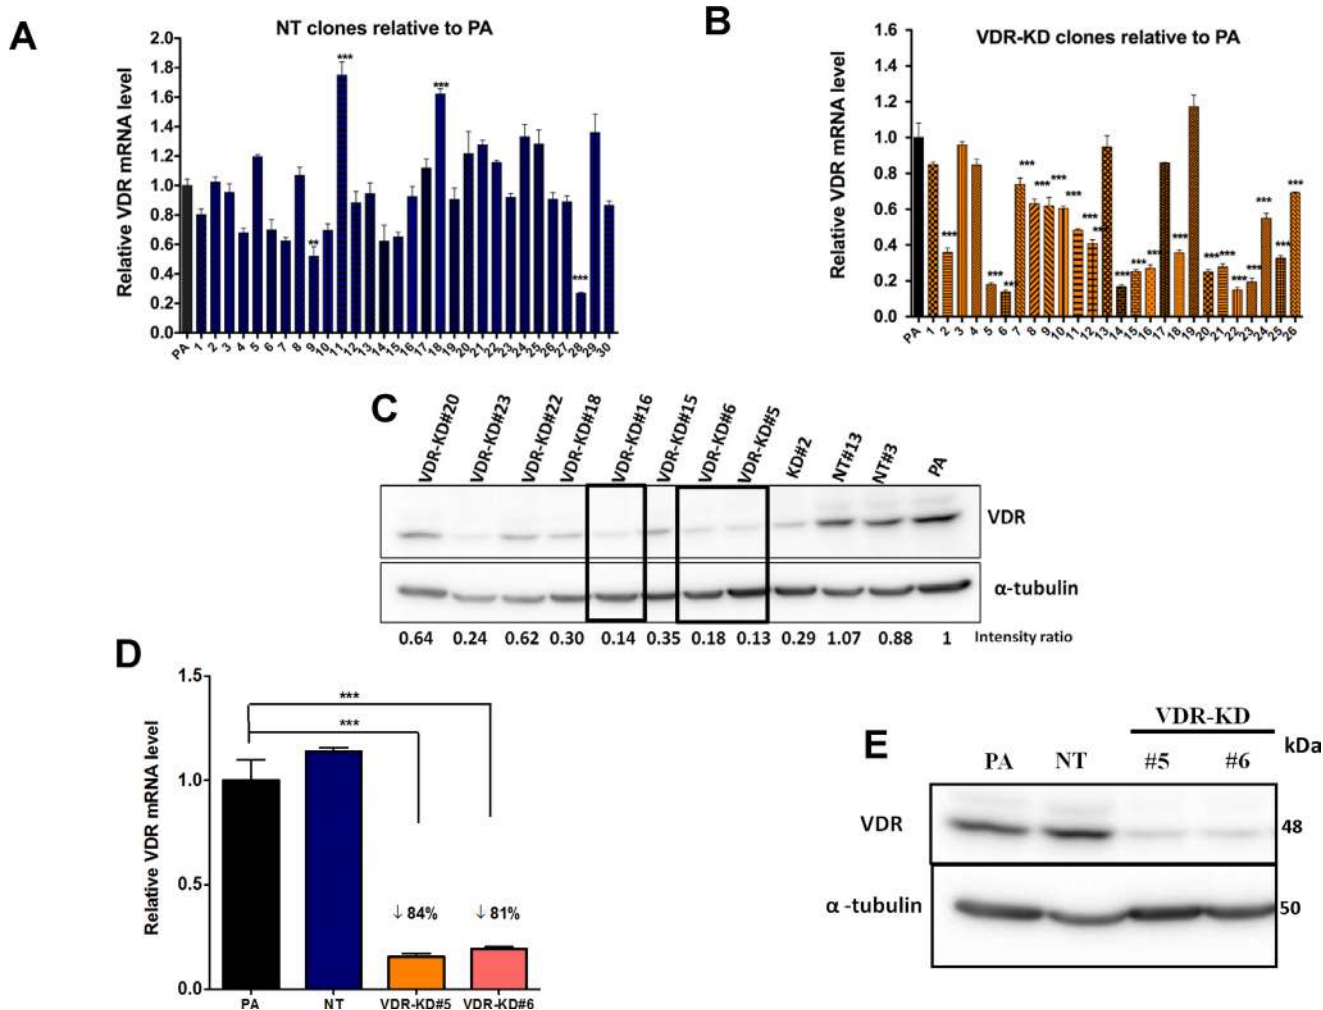 A
NT clones relative to PA
Relative VDR mRNA level
2.0
1.8
1.6
1.4
1.2
1.0
0.8
0.6
0.4
0.2
0.0
***
***
**
***
PA 1 2 3 4 5 6 7 8 9 10 11 12 13 14 15 16 17 18 19 20 21 22 23 24 25 26 27 28 29 30
B
VDR-KD clones relative to PA
Relative VDR mRNA level
1.6
1.4
1.2
1.0
0.8
0.6
0.4
0.2
0.0
*** *** ** *** *** *** *** *** *** ** *** *** *** *** *** *** *** *** *** *** ***
PA 1 2 3 4 5 6 7 8 9 10 11 12 13 14 15 16 17 18 19 20 21 22 23 24 25 26
C
VDR-KD#20 VDR-KD#23 VDR-KD#22 VDR-KD#18 VDR-KD#16 VDR-KD#15 VDR-KD#6 VDR-KD#5 KD#2 NT#13 NT#3 PA
VDR
α-tubulin
0.64 0.24 0.62 0.30 0.14 0.35 0.18 0.13 0.29 1.07 0.88 1 Intensity ratio
D
Relative VDR mRNA level
1.5
1.0
0.5
0.0
***
***
↓ 84% ↓ 81%
PA NT VDR-KD#5 VDR-KD#6
E
VDR-KD
kDa
PA NT #5 #6
VDR 48
α -tubulin 50